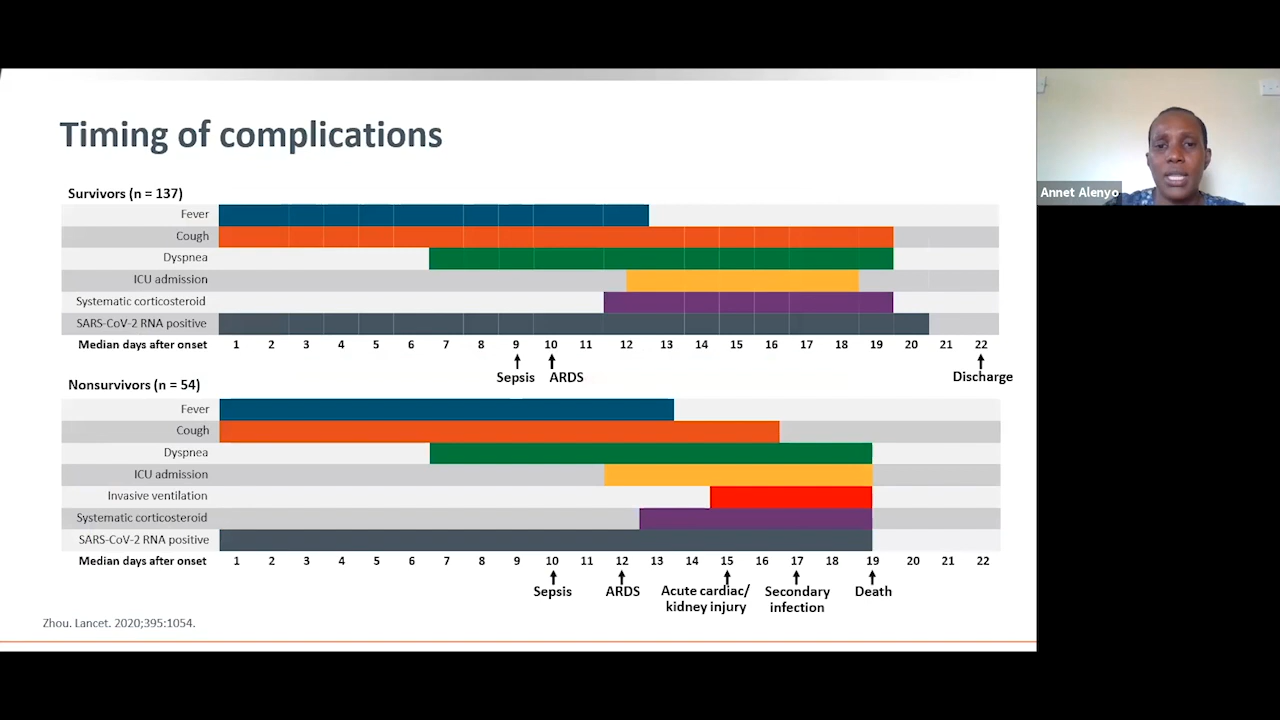 Timing of complications
Annet Alenyo
Survivors (n = 137)
Fever
Cough
Dyspnea
ICU admission
Systematic corticosteroid
SARS-CoV-2 RNA positive
Median days after onset 1 2 3 4 5 6 7 8 9 10 11 12 13 14 15 16 17 18 19 20 21 22
Sepsis ARDS Discharge
Nonsurvivors (n = 54)
Fever
Cough
Dyspnea
ICU admission
Invasive ventilation
Systematic corticosteroid
SARS-CoV-2 RNA positive
Median days after onset 1 2 3 4 5 6 7 8 9 10 11 12 13 14 15 16 17 18 19 20 21 22
Sepsis ARDS Acute cardiac/ Secondary Death
kidney injury infection
Zhou. Lancet. 2020;395:1054.